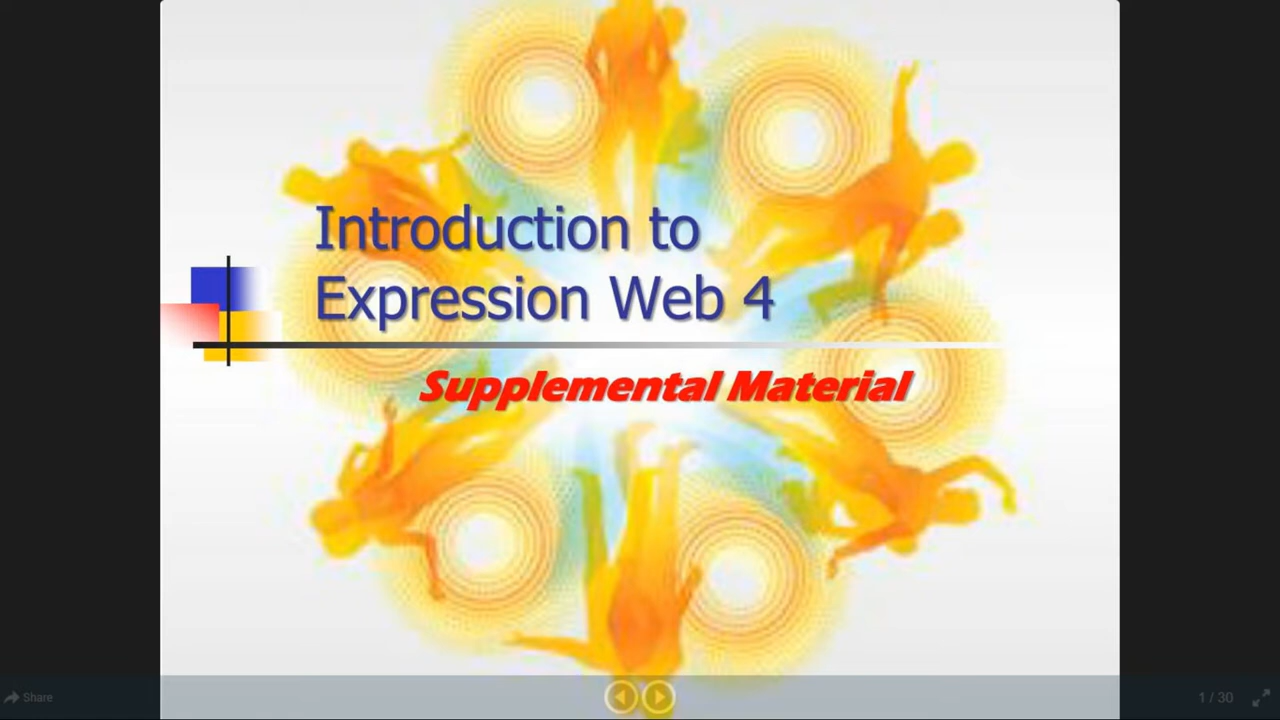 Introduction to
Expression Web 4
Supplemental Material
Share
1 / 30